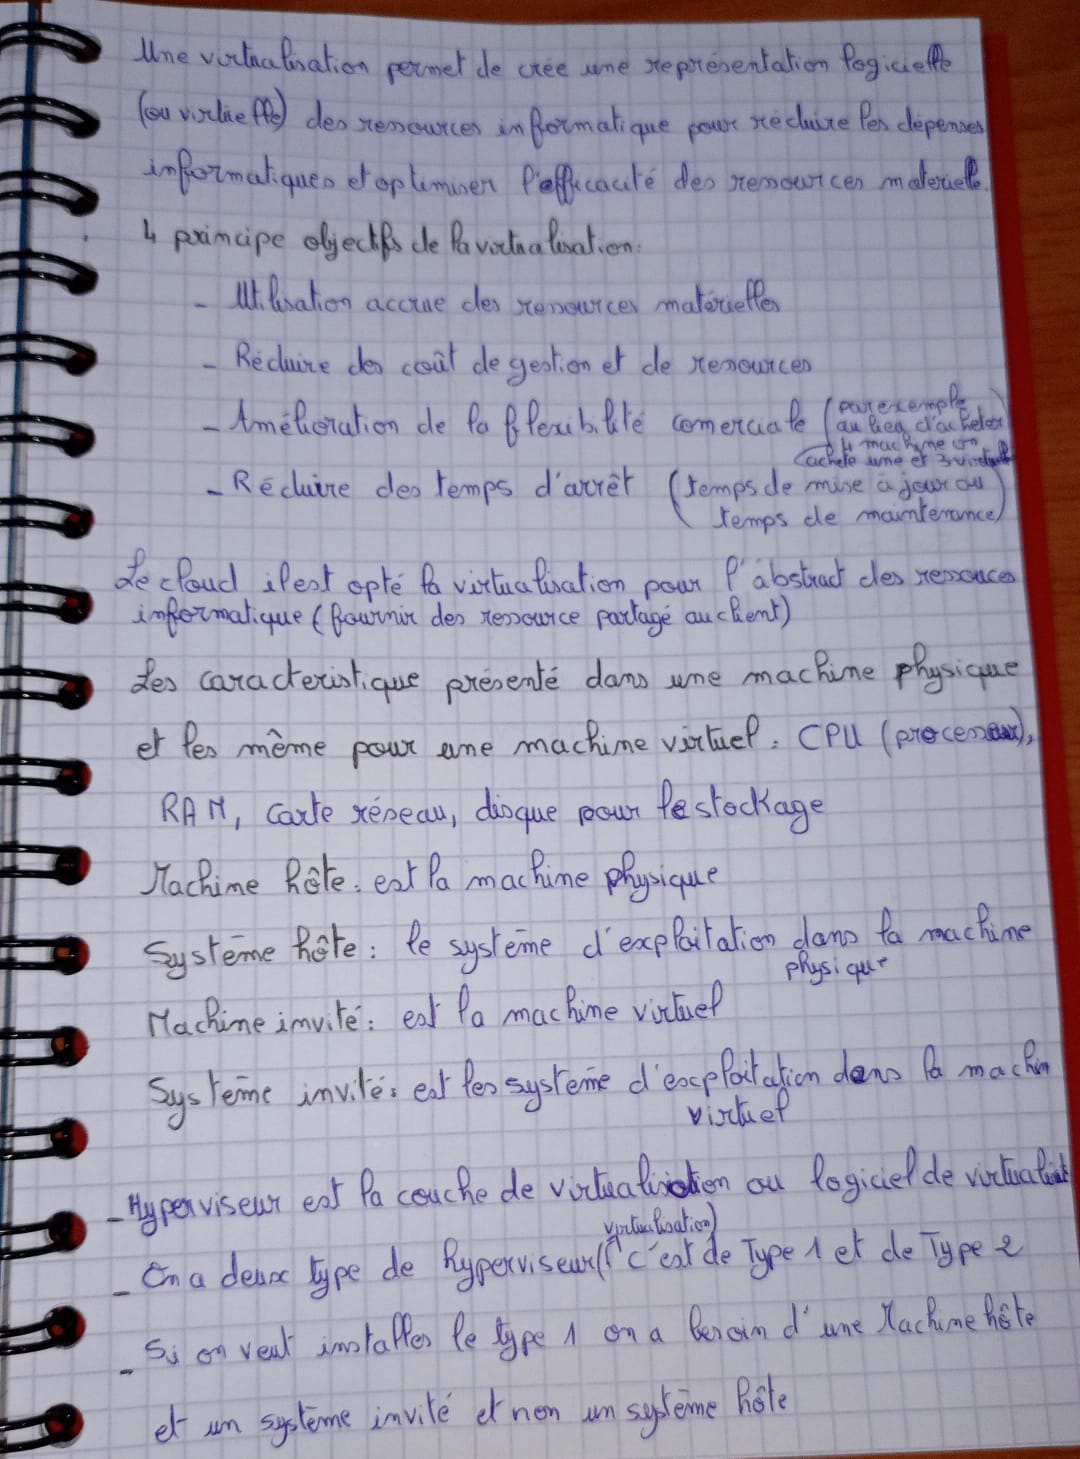 Une virtualisation permet de crée une représentation logicielle
(ou virtuelle) des ressources informatique pour réduire les dépenses
informatiques et optimiser l'efficacité des ressources materielle.
4 principe objectifs de la virtualisation.
- Utilisation accrue des ressources matérielles
- Réduire des coût de gestion et de ressources
- Amélioration de la flexibilité comerciale (par exemple
au lieu d'acheter
4 machine on
achete une et 3 virtuel
- Réduire des temps d'arrêt (temps de mise à jour ou
temps de maintenance)
Le cloud il est opté la virtualisation pour l'abstract des ressouces
informatique (fournir des ressource partagé au client)
Les caracteristique présenté dans une machine physique
et les même pour une machine virtuel : CPU (processeur),
RAM, carte réseau, disque pour le stockage
Machine hôte : est la machine physique
Système hôte : le système d'exploitation dans la machine
physique
Machine invité : est la machine virtuel
Système invité : est les système d'exploitation dans la machin
virtuel
- Hyperviseur est la couche de virtualisation ou logiciel de
virtualisation)
- On a deux type de hyperviseur c'est de Type 1 et de Type 2
- Si on veut installer le type 1 on a besoin d'une Machine hôte
et un système invité et non un système hôte